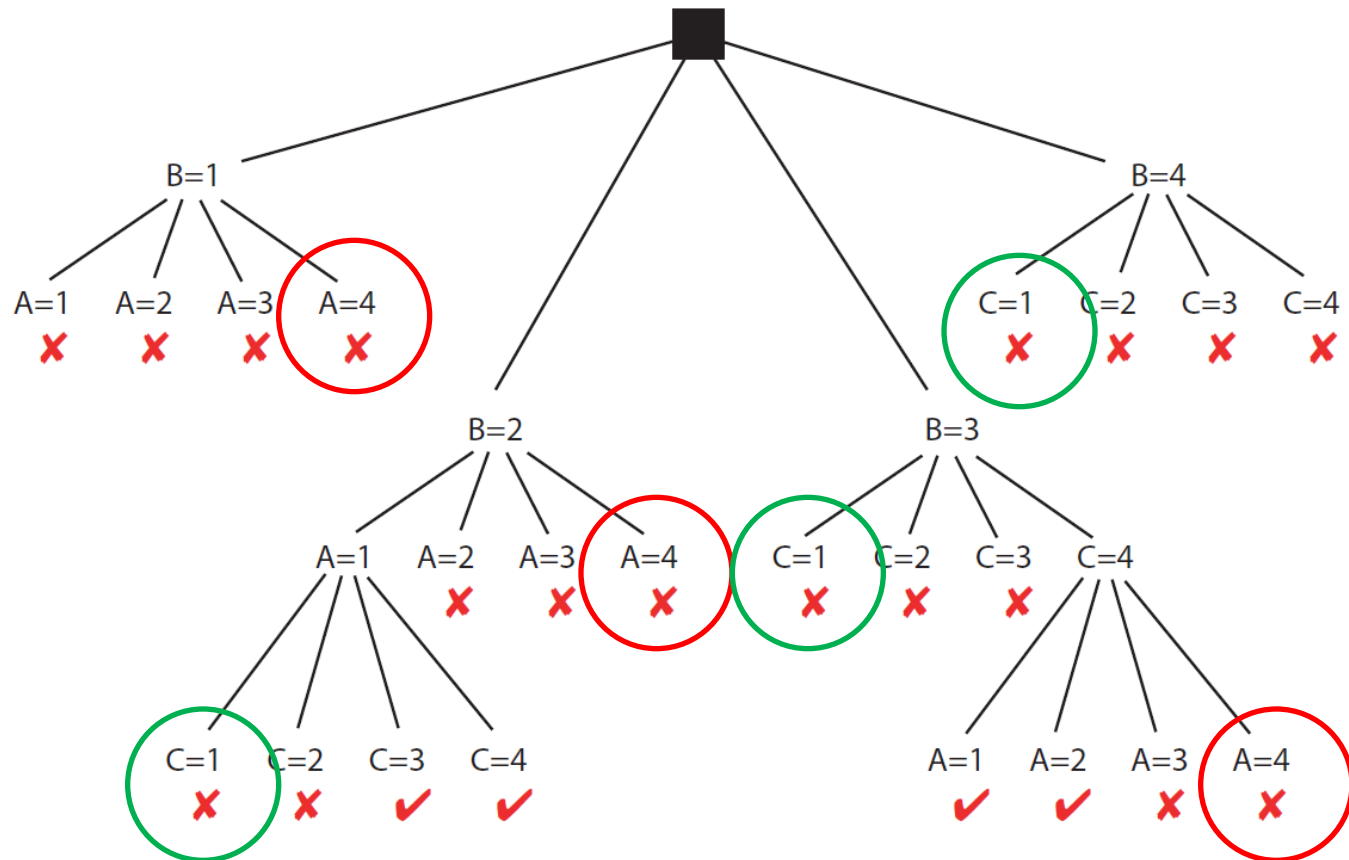 B=1
B=4
A=1 A=2 A=3 A=4
C=1 C=2 C=3 C=4
B=2
B=3
A=1 A=2 A=3 A=4
C=1 C=2 C=3 C=4
C=1 C=2 C=3 C=4
A=1 A=2 A=3 A=4